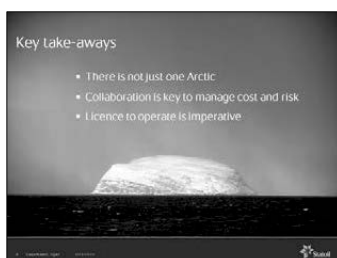 Key take-aways
There is not just one Arctic
Collaboration is key to manage cost and risk
Licence to operate is imperative
Statoil